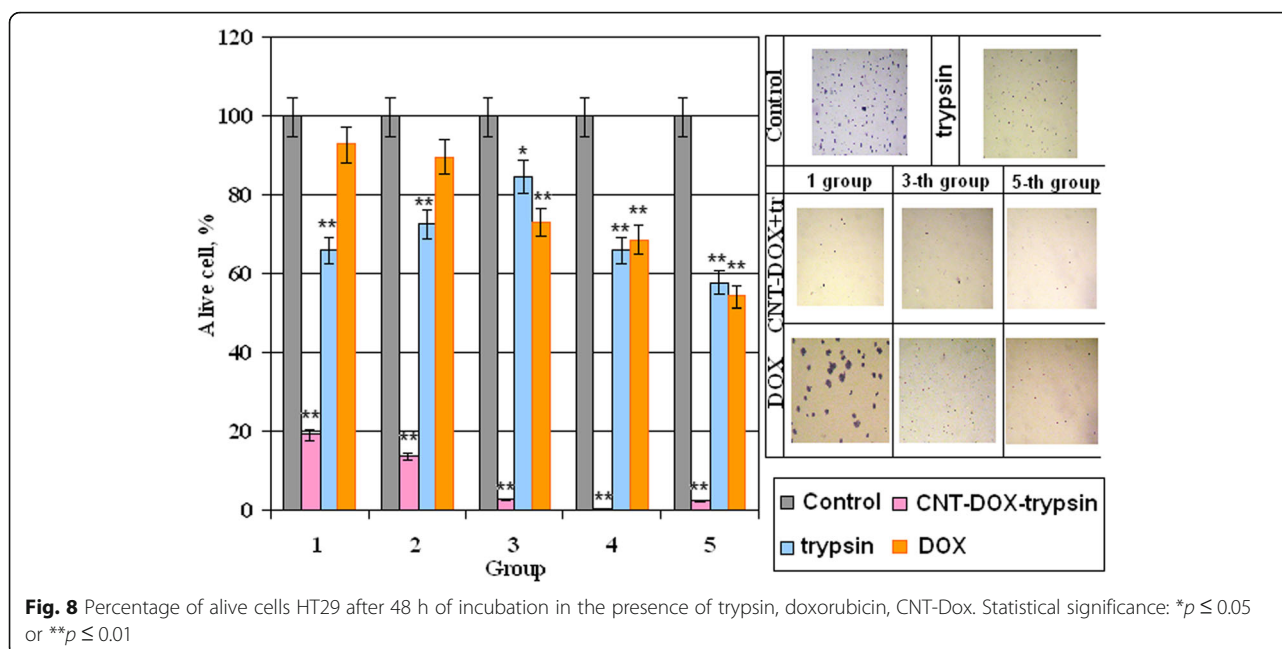 120
100
80
60
40
20
0
Alive cell, %
**
**
**
**
**
*
**
**
**
**
**
**
**
1
2
3
4
5
Group
Control
trypsin
1 group
3-th group
5-th group
CNT-DOX+tr
DOX
Control
CNT-DOX-trypsin
trypsin
DOX
Fig. 8 Percentage of alive cells HT29 after 48 h of incubation in the presence of trypsin, doxorubicin, CNT-Dox. Statistical significance: *p ≤ 0.05
or **p ≤ 0.01